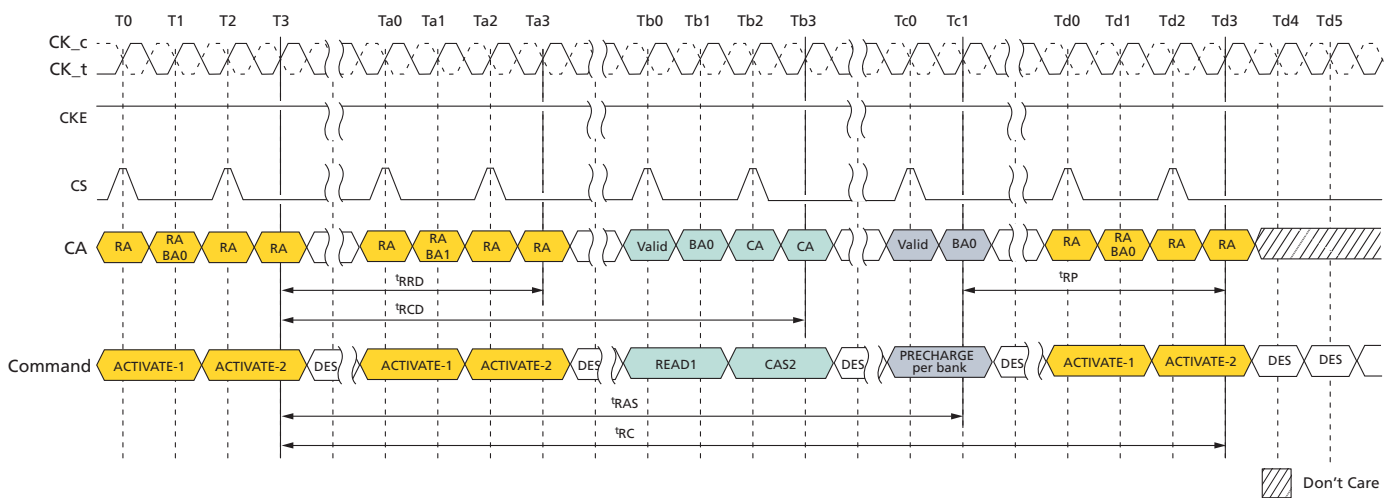 T0 T1 T2 T3 Ta0 Ta1 Ta2 Ta3 Tb0 Tb1 Tb2 Tb3 Tc0 Tc1 Td0 Td1 Td2 Td3 Td4 Td5
CK_c
CK_t
CKE
CS
CA RA RA BA0 RA RA RA RA BA1 RA RA Valid BA0 CA CA Valid BA0 RA RA BA0 RA RA
tRRD tRP
tRCD
Command ACTIVATE-1 ACTIVATE-2 DES ACTIVATE-1 ACTIVATE-2 DES READ1 CAS2 DES PRECHARGE per bank DES ACTIVATE-1 ACTIVATE-2 DES DES
tRAS
tRC
Don't Care